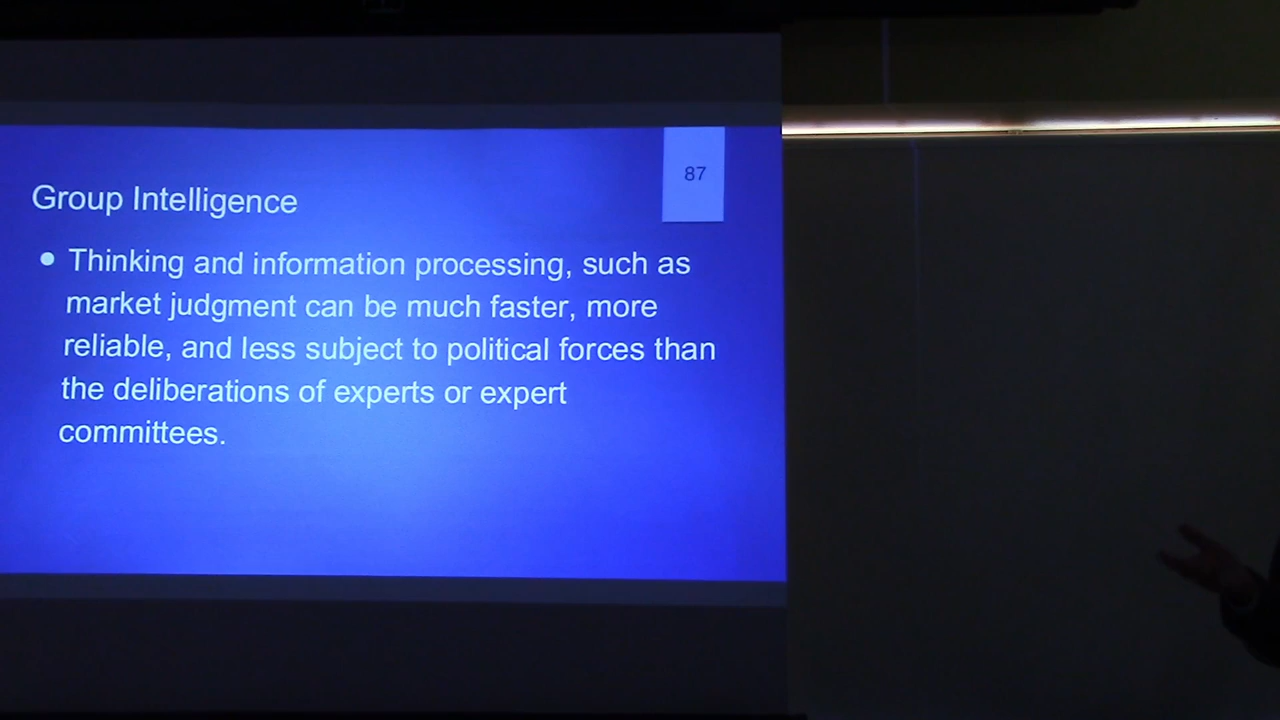 87
Group Intelligence
● Thinking and information processing, such as
market judgment can be much faster, more
reliable, and less subject to political forces than
the deliberations of experts or expert
committees.